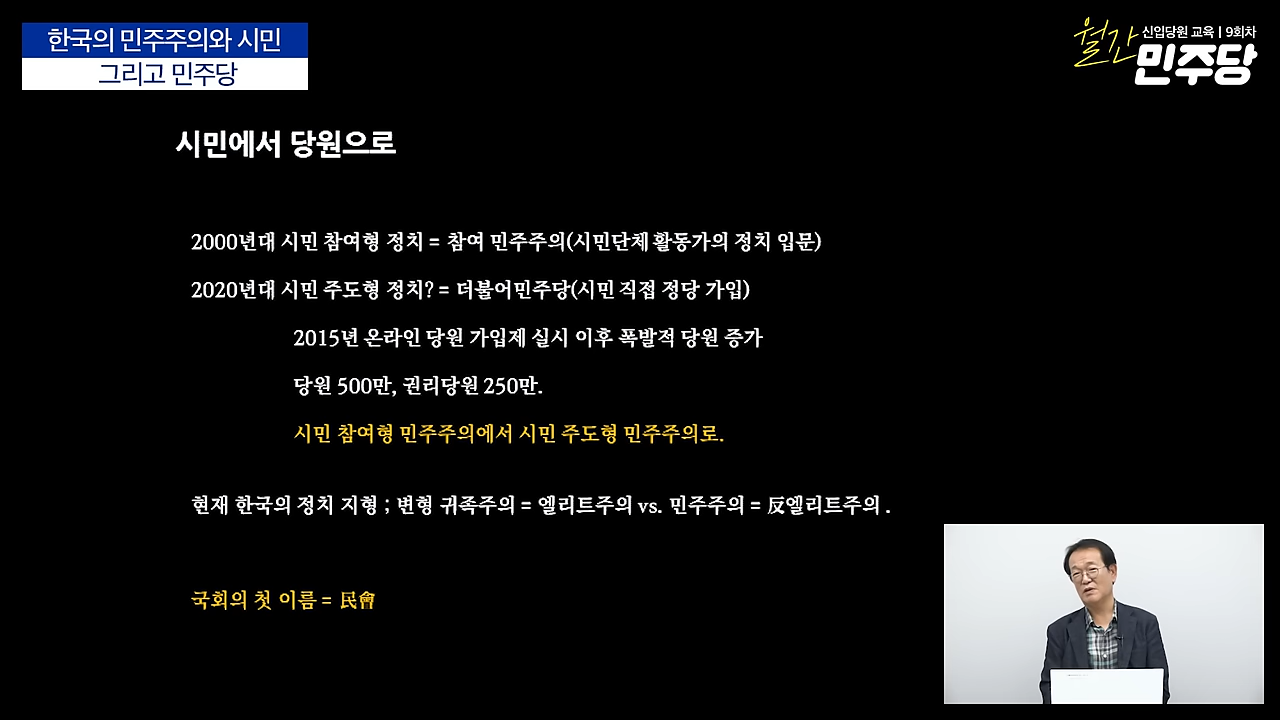 한국의 민주주의와 시민
그리고 민주당
월간 신입당원 교육 | 9회차
민주당
시민에서 당원으로
2000년대 시민 참여형 정치 = 참여 민주주의(시민단체 활동가의 정치 입문)
2020년대 시민 주도형 정치? = 더불어민주당(시민 직접 정당 가입)
2015년 온라인 당원 가입제 실시 이후 폭발적 당원 증가
당원 500만, 권리당원 250만.
시민 참여형 민주주의에서 시민 주도형 민주주의로.
현재 한국의 정치 지형 ; 변형 귀족주의 = 엘리트주의 vs. 민주주의 = 反엘리트주의 .
국회의 첫 이름 = 民會